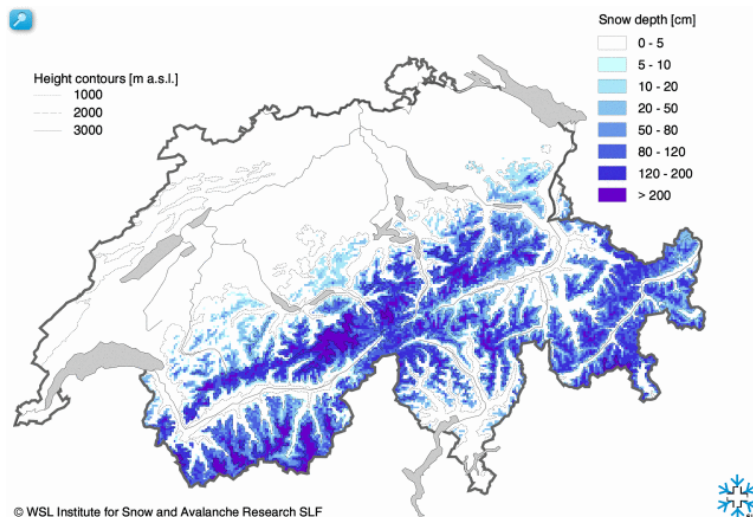 Snow depth [cm]
0 - 5
5 - 10
10 - 20
20 - 50
50 - 80
80 - 120
120 - 200
> 200
Height contours [m a.s.l.]
1000
2000
3000
© WSL Institute for Snow and Avalanche Research SLF